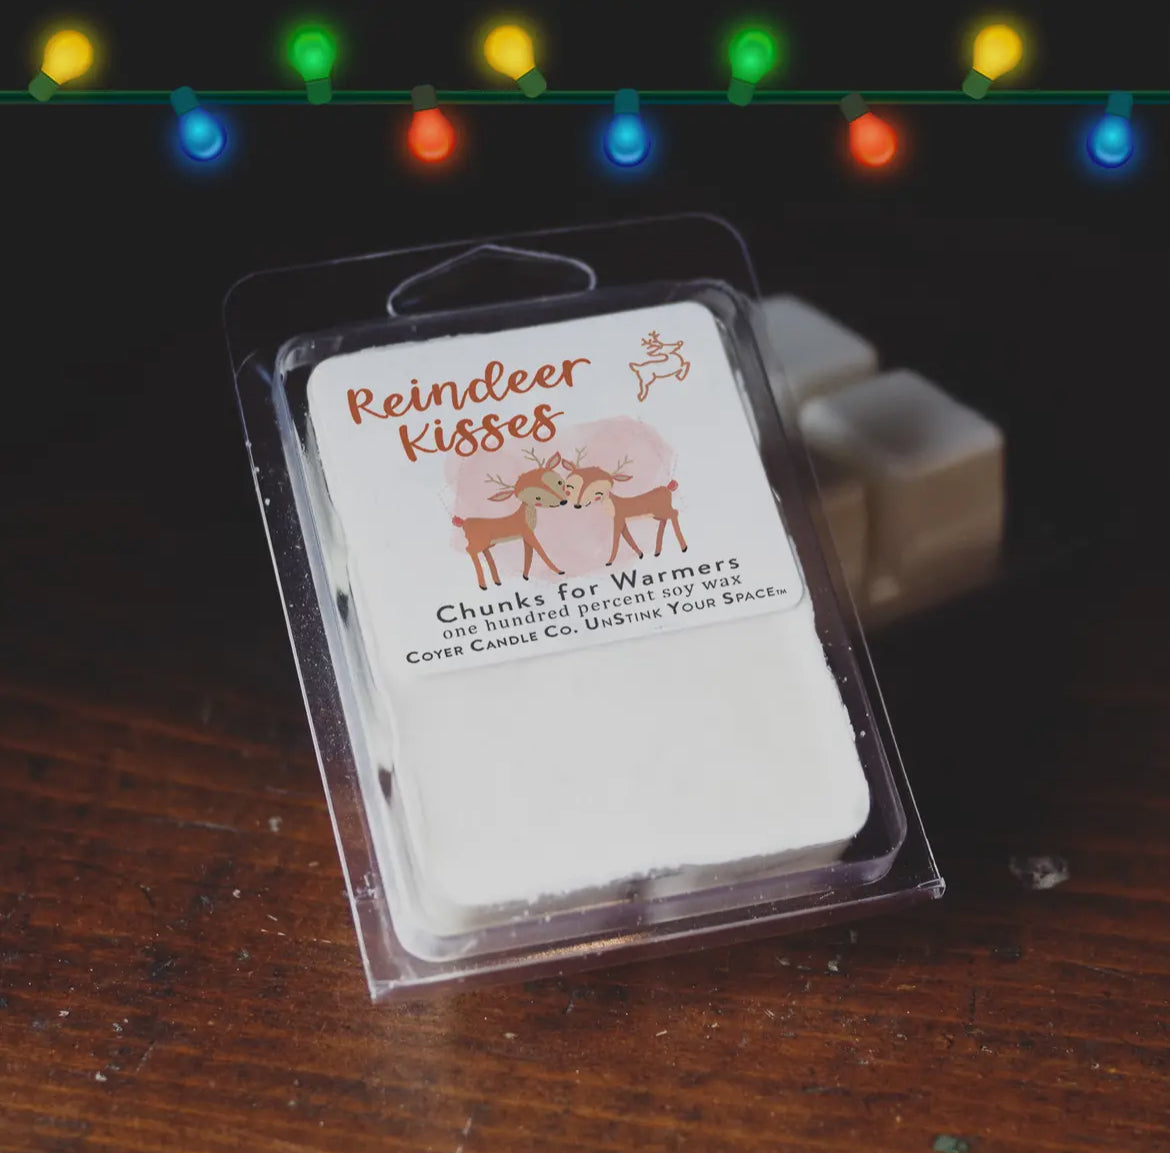 Reindeer
Kisses
Chunks for Warmers
one hundred percent soy wax
Coyer Candle Co. UnStink Your Space™